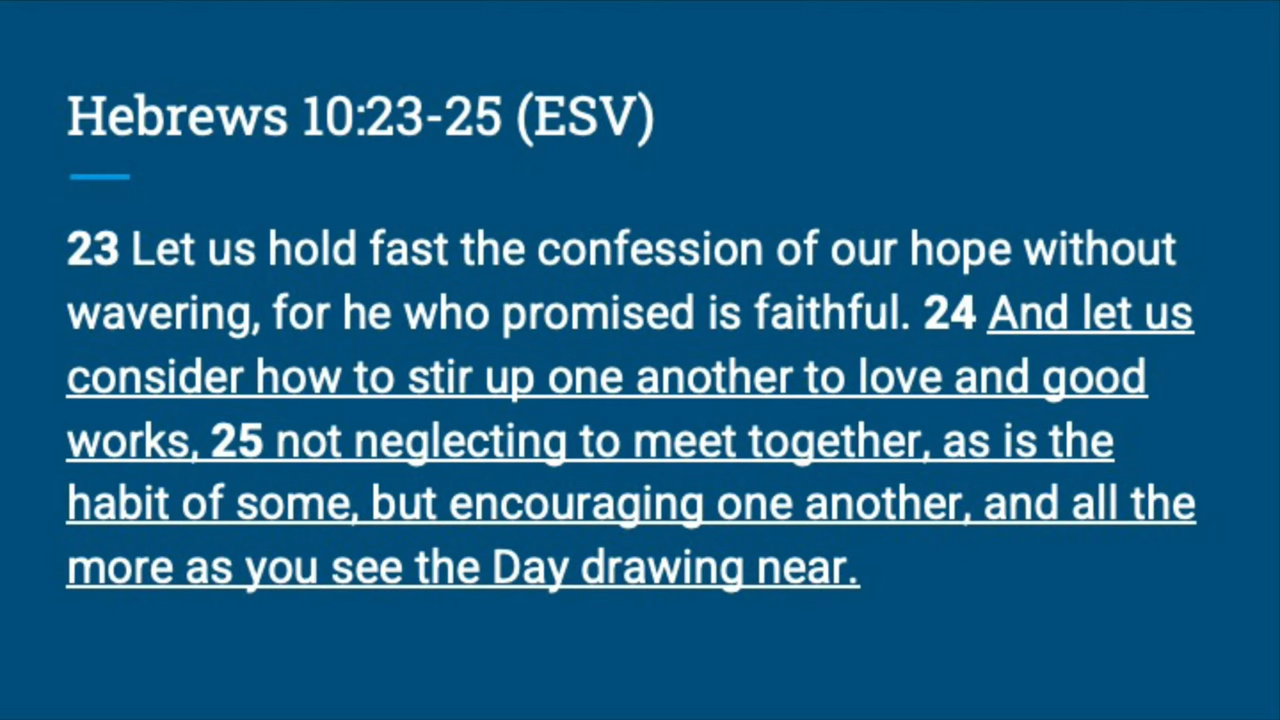 Hebrews 10:23-25 (ESV)
23 Let us hold fast the confession of our hope without
wavering, for he who promised is faithful. 24 And let us
consider how to stir up one another to love and good
works, 25 not neglecting to meet together, as is the
habit of some, but encouraging one another, and all the
more as you see the Day drawing near.